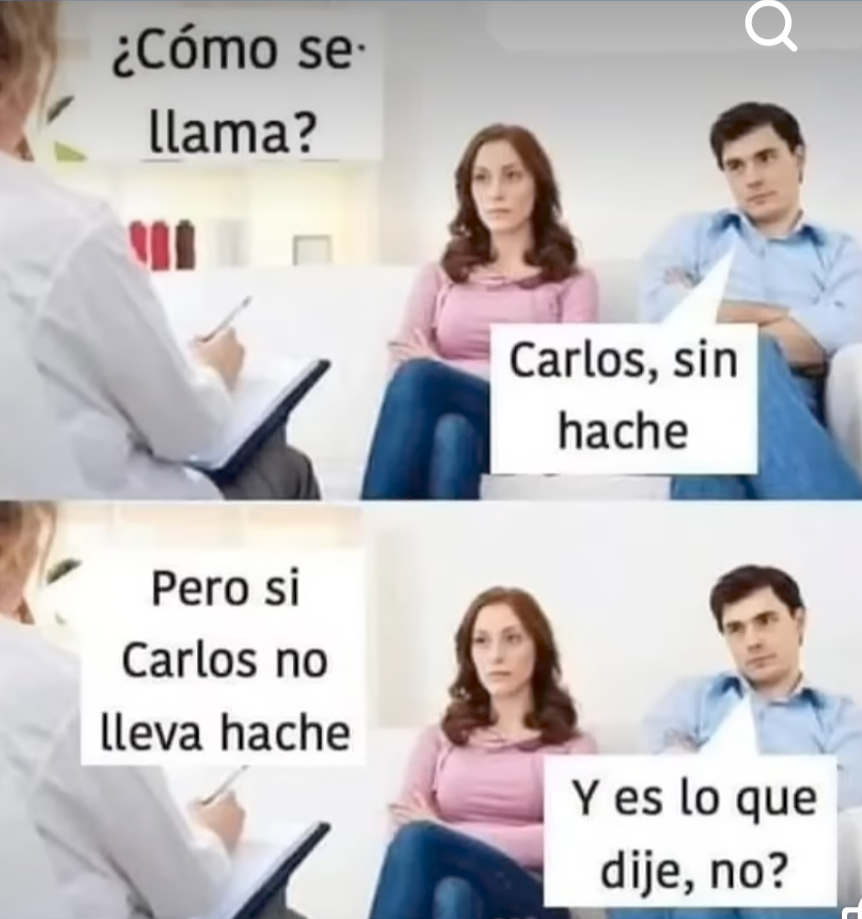 ¿Cómo se·
llama?
Carlos, sin
hache
Pero si
Carlos no
lleva hache
Y es lo que
dije, no?